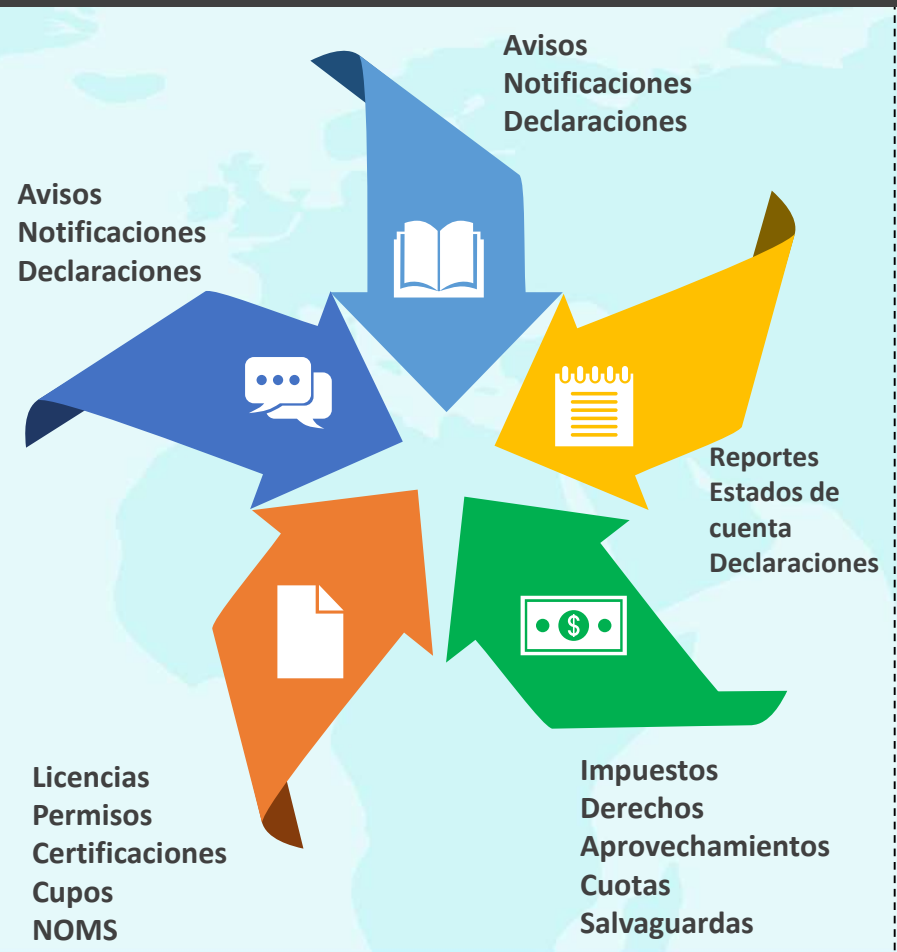 Avisos
Notificaciones
Declaraciones
Avisos
Notificaciones
Declaraciones
Reportes
Estados de
cuenta
Declaraciones
$
Licencias
Permisos
Certificaciones
Cupos
NOMS
Impuestos
Derechos
Aprovechamientos
Cuotas
Salvaguardas